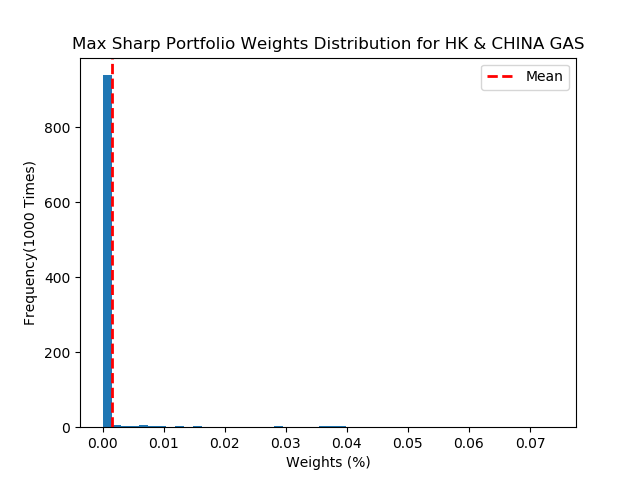 Max Sharp Portfolio Weights Distribution for HK & CHINA GAS
Mean
Frequency(1000 Times)
800
600
400
200
0
0.00 0.01 0.02 0.03 0.04 0.05 0.06 0.07
Weights (%)